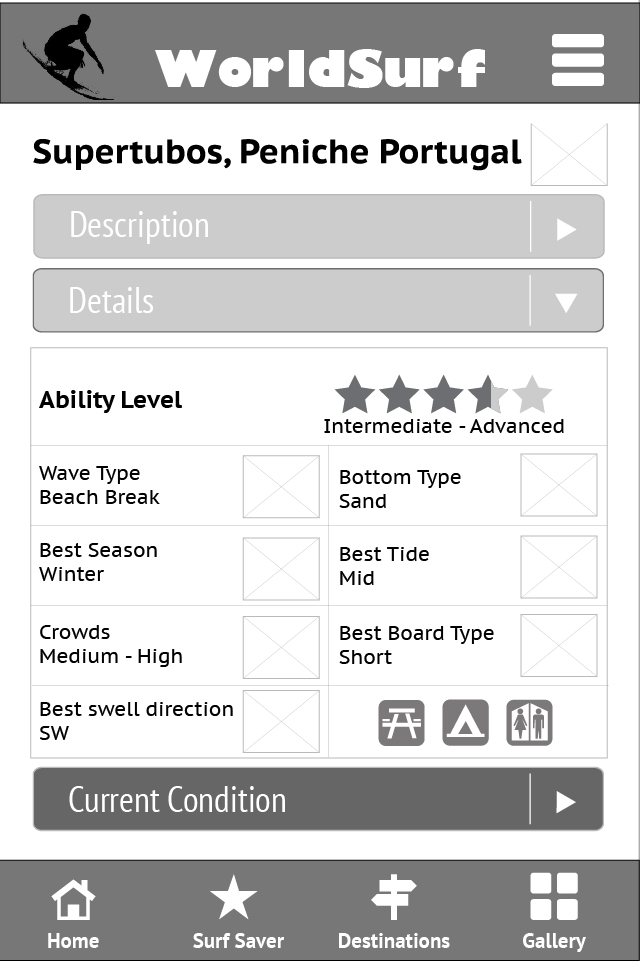 WorldSurf
Supertubos, Peniche Portugal
Description
Details
Ability Level
Intermediate - Advanced
Wave Type
Beach Break
Bottom Type
Sand
Best Season
Winter
Best Tide
Mid
Crowds
Medium - High
Best Board Type
Short
Best swell direction
SW
Current Condition
Home
Surf Saver
Destinations
Gallery